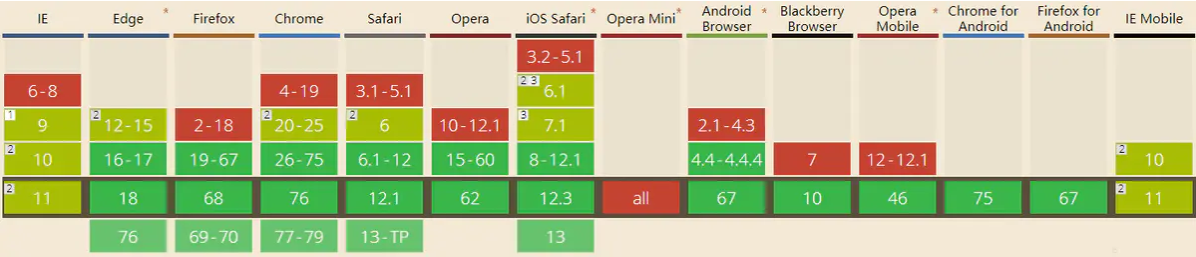 IE Edge * Firefox Chrome Safari Opera iOS Safari * Opera Mini * Android Browser * Blackberry Browser Opera Mobile * Chrome for Android Firefox for Android IE Mobile
3.2-5.1
6-8 4-19 3.1-5.1 2 3 6.1
1 9 2 12-15 2-18 2 20-25 2 6 10-12.1 3 7.1 2.1-4.3
2 10 16-17 19-67 26-75 6.1-12 15-60 8-12.1 4.4-4.4.4 7 12-12.1 2 10
2 11 18 68 76 12.1 62 12.3 all 67 10 46 75 67 2 11
76 69-70 77-79 13-TP 13